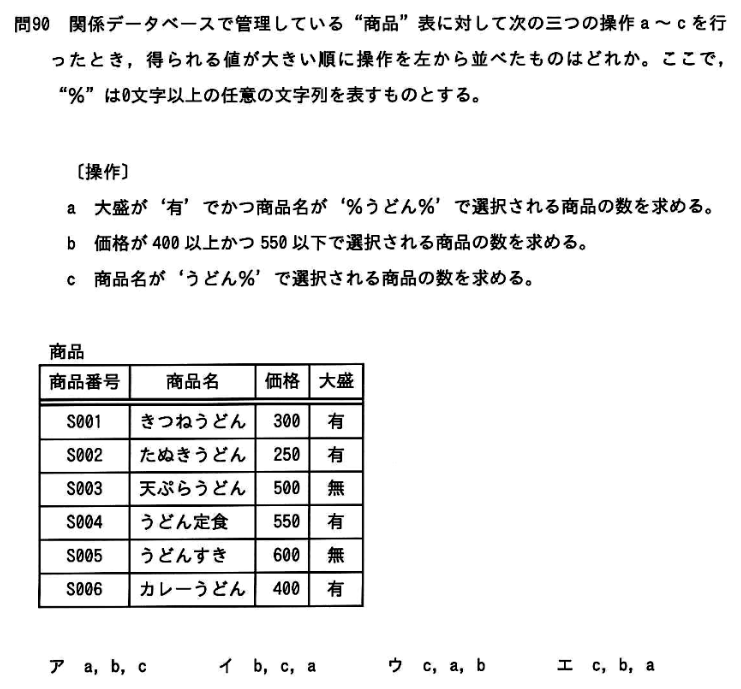 問90 関係データベースで管理している“商品”表に対して次の三つの操作a～cを行
ったとき，得られる値が大きい順に操作を左から並べたものはどれか。ここで，
“%”は0文字以上の任意の文字列を表すものとする。
〔操作〕
a 大盛が‘有’でかつ商品名が‘%うどん%’で選択される商品の数を求める。
b 価格が400以上かつ550以下で選択される商品の数を求める。
c 商品名が‘うどん%’で選択される商品の数を求める。
商品
商品番号 商品名 価格 大盛
S001 きつねうどん 300 有
S002 たぬきうどん 250 有
S003 天ぷらうどん 500 無
S004 うどん定食 550 有
S005 うどんすき 600 無
S006 カレーうどん 400 有
ア a，b，c イ b，c，a ウ c，a，b エ c，b，a